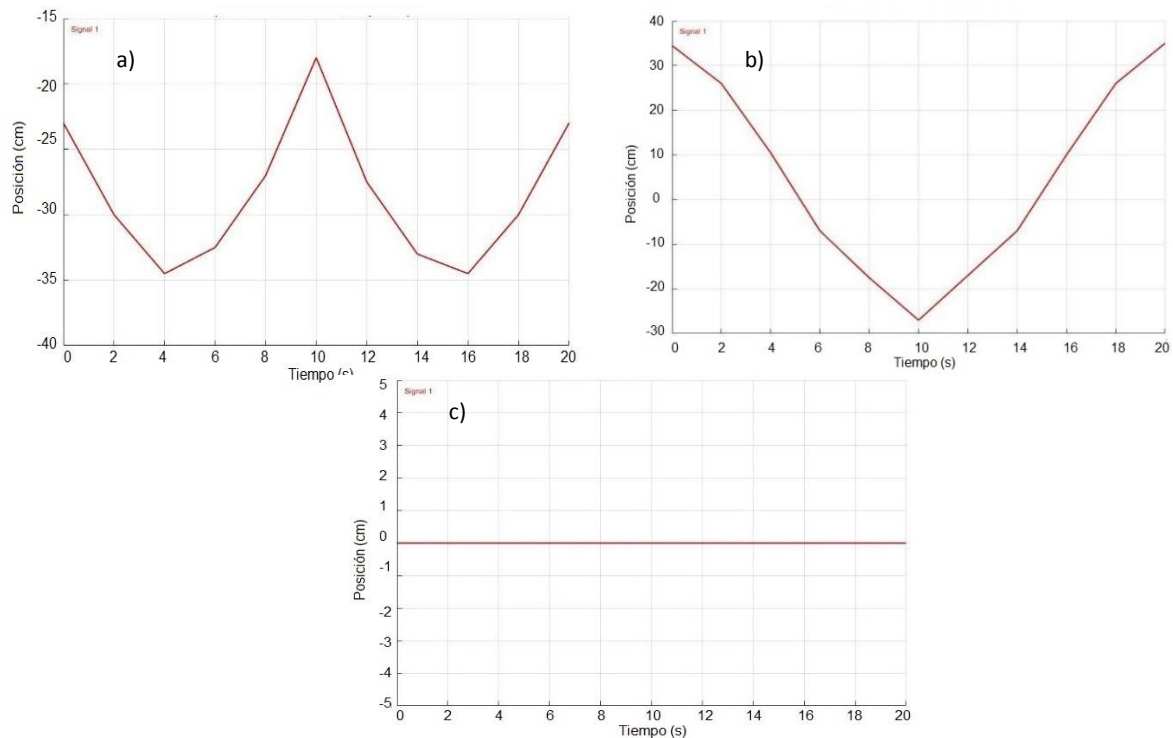 -15
Signal 1
a)
-20
-25
-30
-35
-40
Posición (cm)
0 2 4 6 8 10 12 14 16 18 20
Tiempo (s)
40
Signal 1
b)
30
20
10
0
-10
-20
-30
Posición (cm)
0 2 4 6 8 10 12 14 16 18 20
Tiempo (s)
5
Signal 1
c)
4
3
2
1
0
-1
-2
-3
-4
-5
Posición (cm)
0 2 4 6 8 10 12 14 16 18 20
Tiempo (s)